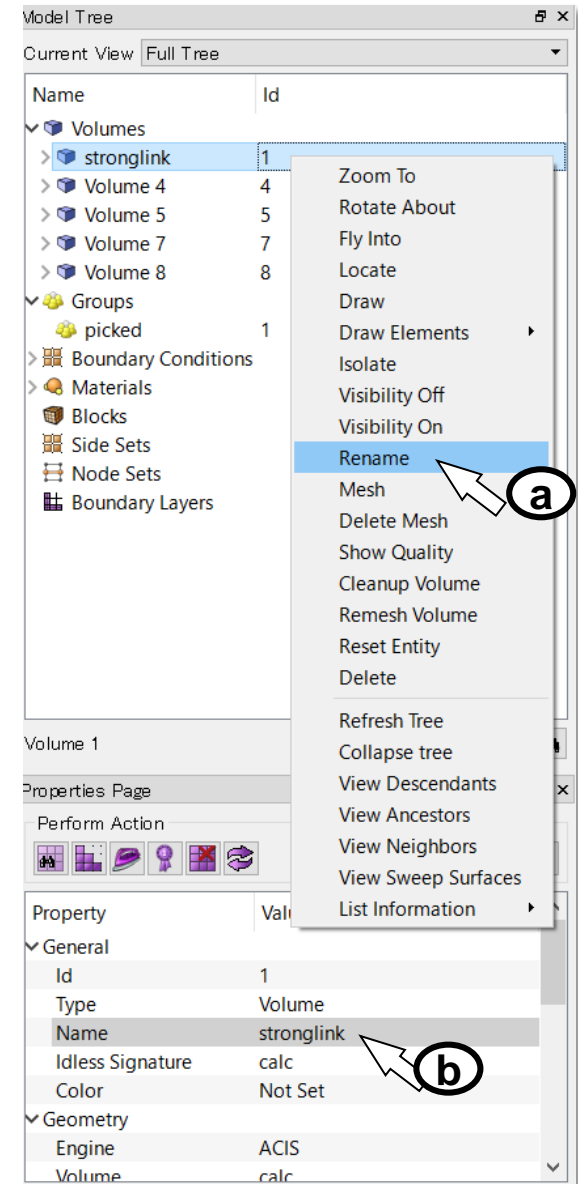 Model Tree
Current View Full Tree
Name Id
Volumes
stronglink 1
Volume 4 4
Volume 5 5
Volume 7 7
Volume 8 8
Groups
picked 1
Boundary Conditions
Materials
Blocks
Side Sets
Node Sets
Boundary Layers
Zoom To
Rotate About
Fly Into
Locate
Draw
Draw Elements
Isolate
Visibility Off
Visibility On
Rename
a
Mesh
Delete Mesh
Show Quality
Cleanup Volume
Remesh Volume
Reset Entity
Delete
Refresh Tree
Collapse tree
View Descendants
View Ancestors
View Neighbors
View Sweep Surfaces
List Information
Volume 1
Properties Page
Perform Action
Property
General
Id 1
Type Volume
Name stronglink
b
Idless Signature calc
Color Not Set
Geometry
Engine ACIS
Volume calc